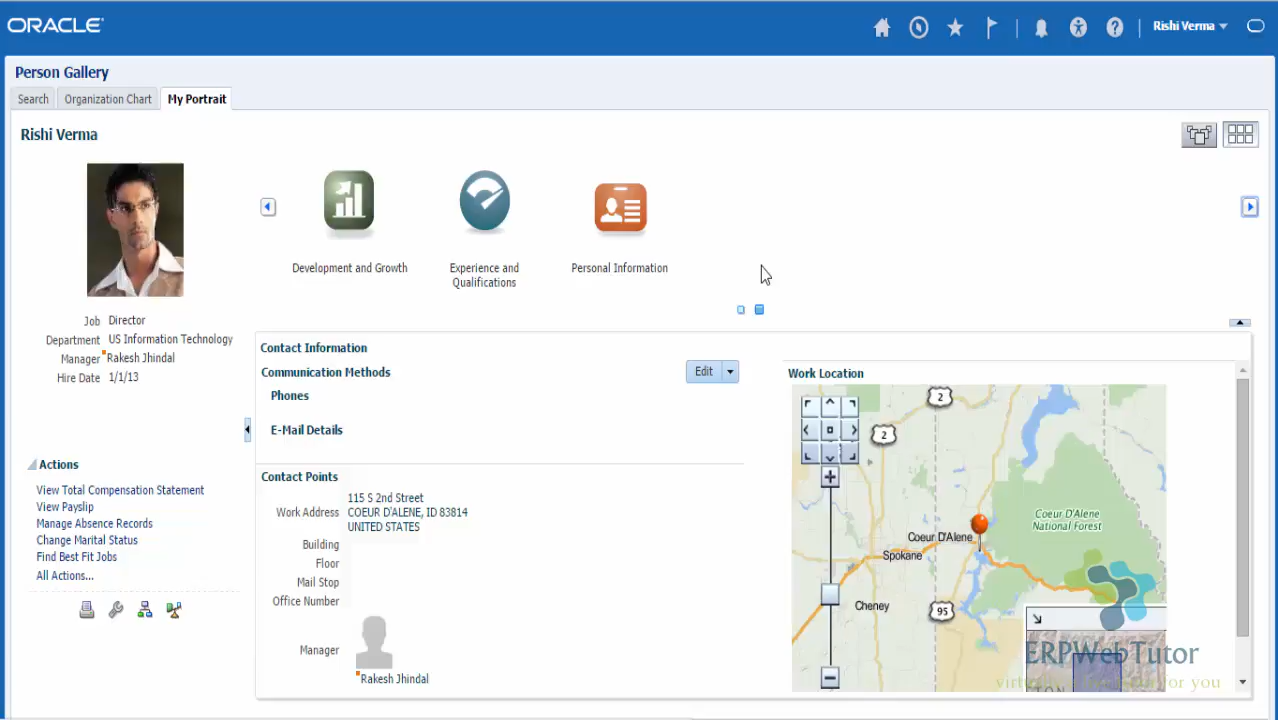 ORACLE
Rishi Verma
Person Gallery
Search
Organization Chart
My Portrait
Rishi Verma
Development and Growth
Experience and
Qualifications
Personal Information
Job Director
Department US Information Technology
Manager Rakesh Jhindal
Hire Date 1/1/13
Actions
View Total Compensation Statement
View Payslip
Manage Absence Records
Change Marital Status
Find Best Fit Jobs
All Actions...
Contact Information
Communication Methods
Edit
Phones
E-Mail Details
Contact Points
Work Address 115 S 2nd Street
COEUR D'ALENE, ID 83814
UNITED STATES
Building
Floor
Mail Stop
Office Number
Manager
Rakesh Jhindal
Work Location
2
2
Coeur D'Alene
National Forest
Coeur D'Alene
Spokane
Cheney
95
ERPWebTutor
for you